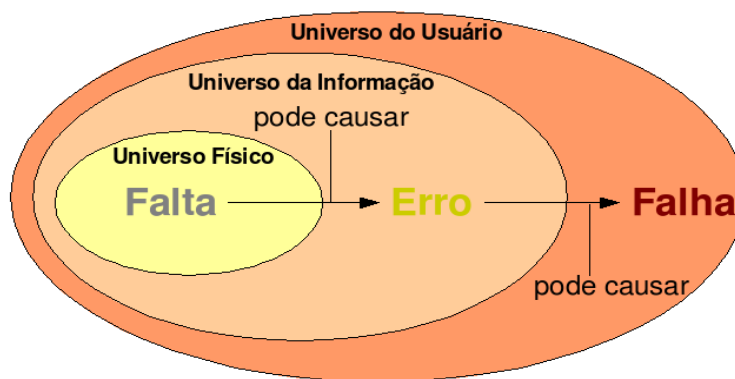 Universo do Usuário
Universo da Informação
pode causar
Universo Físico
Falta
Erro
Falha
pode causar